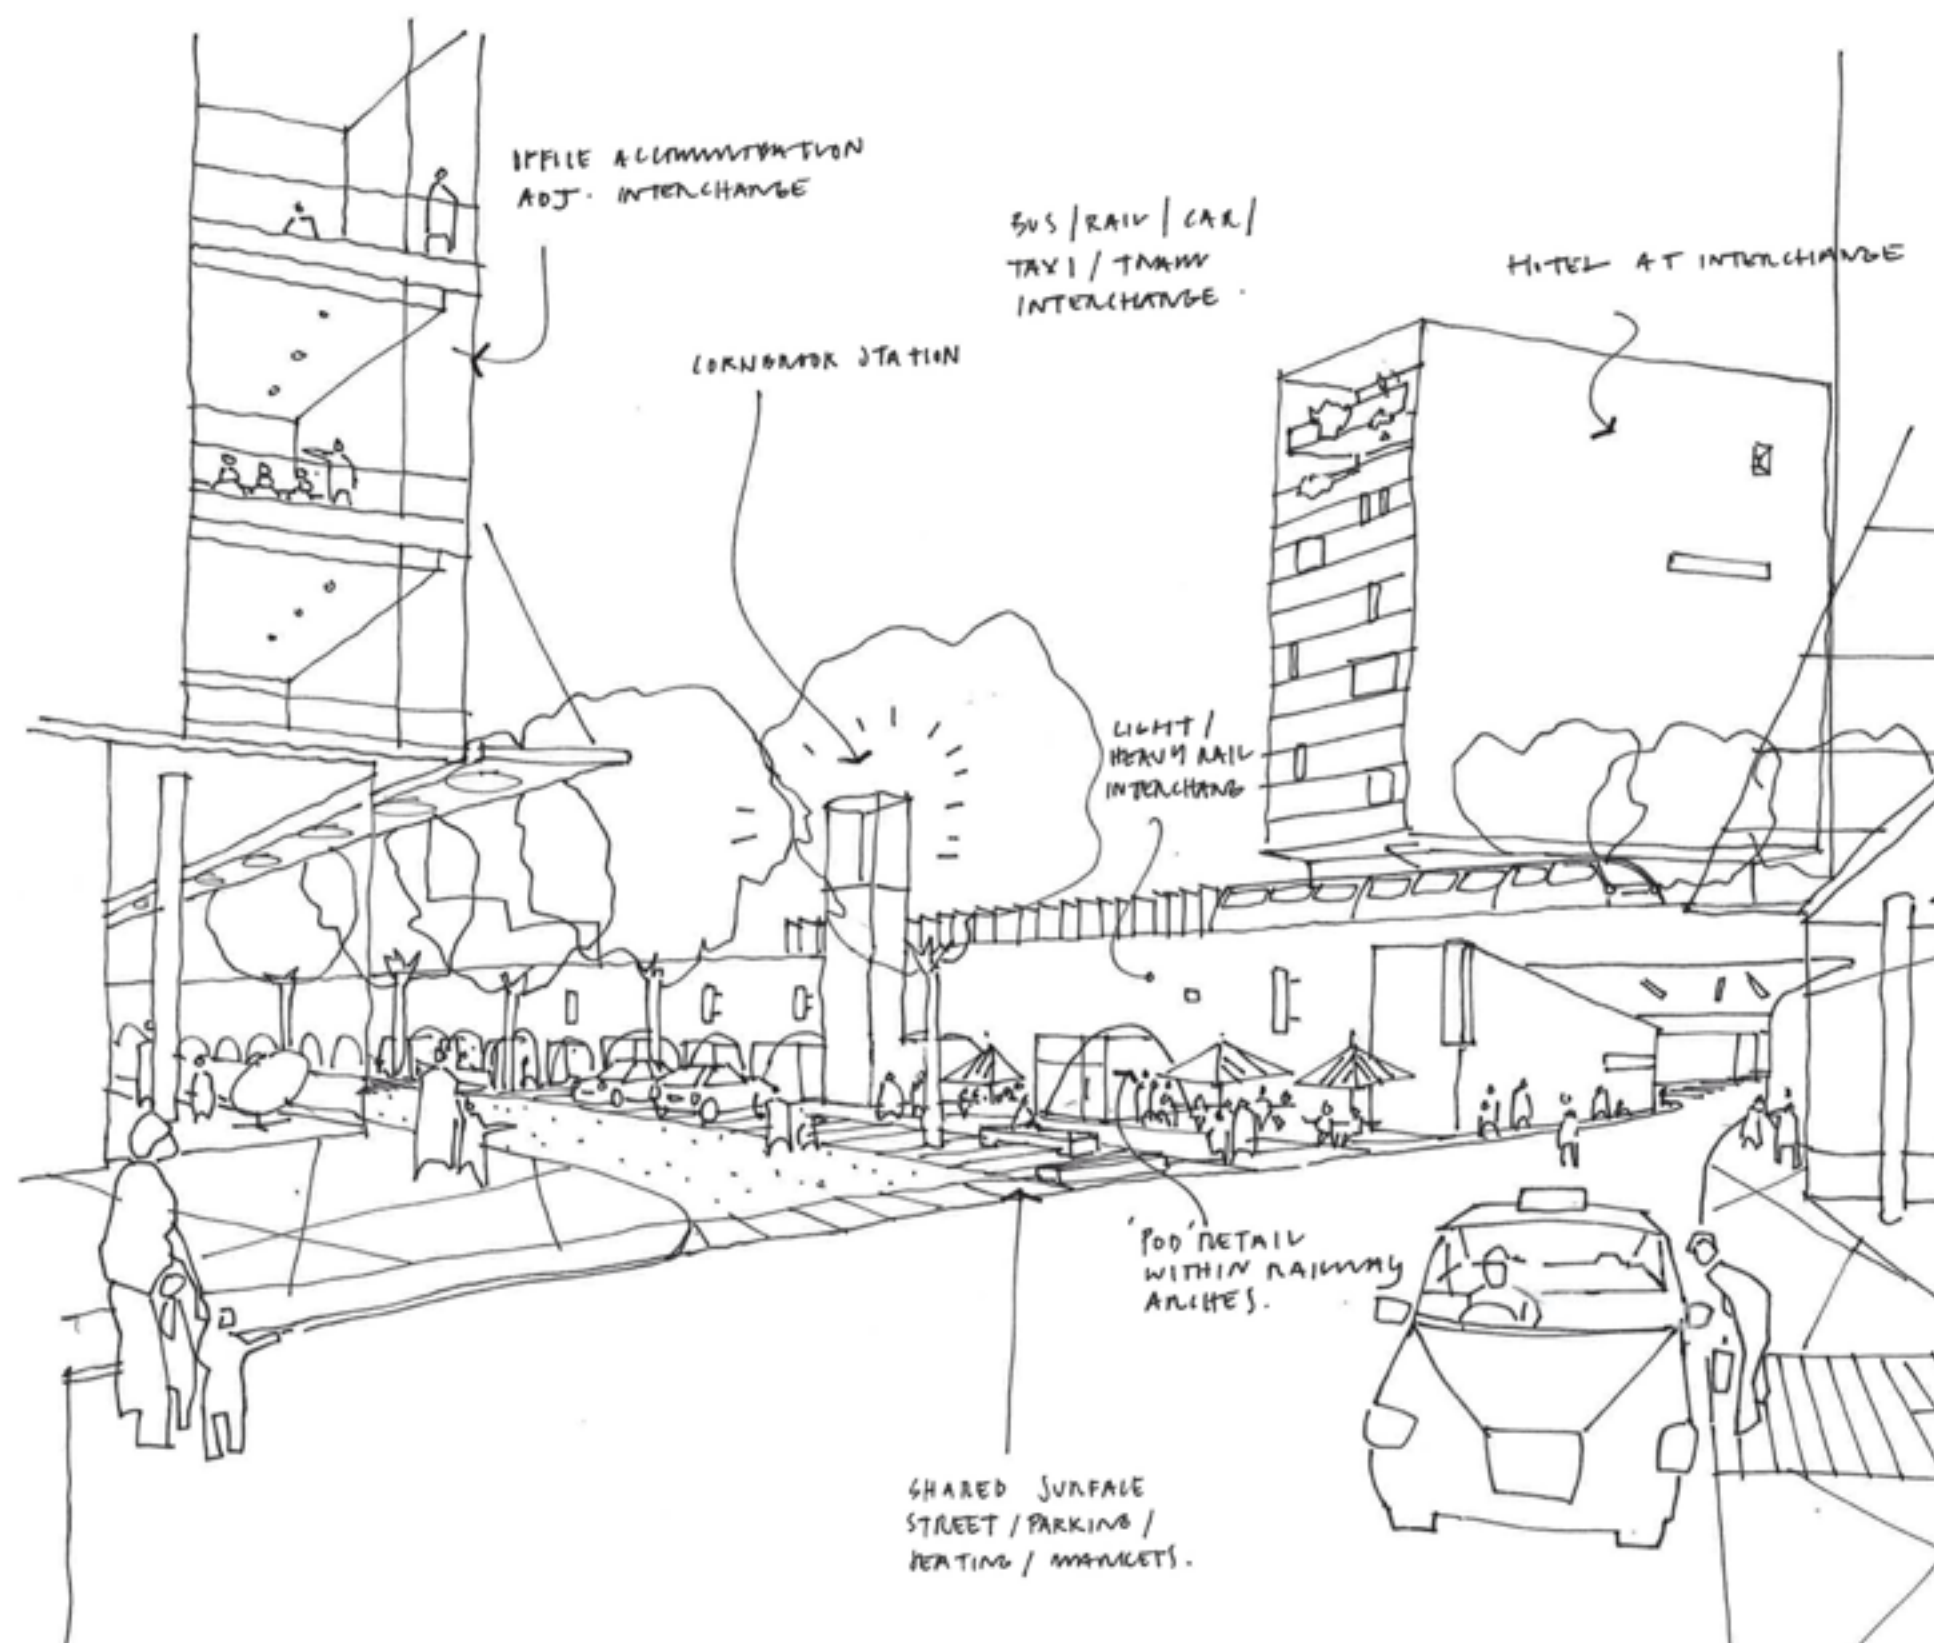 OFFICE ACCOMMODATION
ADJ. INTERCHANGE
BUS / RAIL / CAR /
TAXI / TRAM
INTERCHANGE.
HOTEL AT INTERCHANGE
CORNBROOK STATION
LIGHT /
HEAVY RAIL
INTERCHANG
'POD' RETAIL
WITHIN RAILWAY
ARCHES.
SHARED SURFACE
STREET / PARKING /
SEATING / MARKETS.